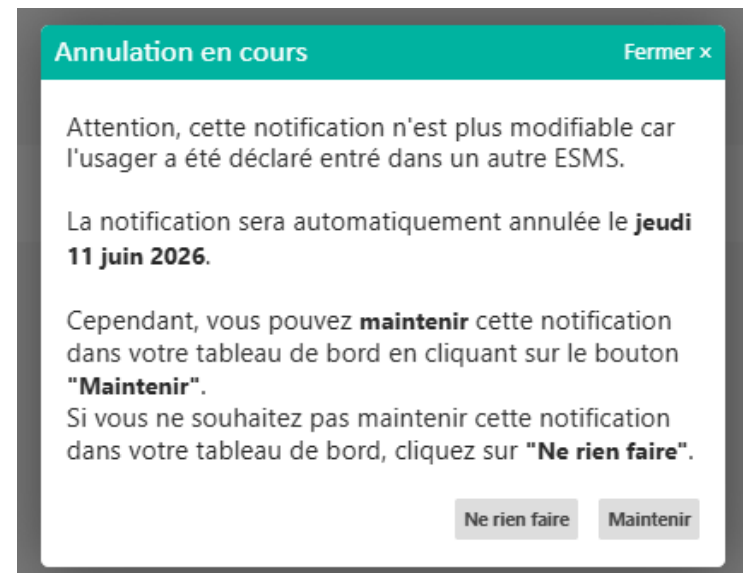 Annulation en cours
Fermer ×
Attention, cette notification n'est plus modifiable car
l'usager a été déclaré entré dans un autre ESMS.
La notification sera automatiquement annulée le jeudi
11 juin 2026.
Cependant, vous pouvez maintenir cette notification
dans votre tableau de bord en cliquant sur le bouton
"Maintenir".
Si vous ne souhaitez pas maintenir cette notification
dans votre tableau de bord, cliquez sur "Ne rien faire".
Ne rien faire
Maintenir